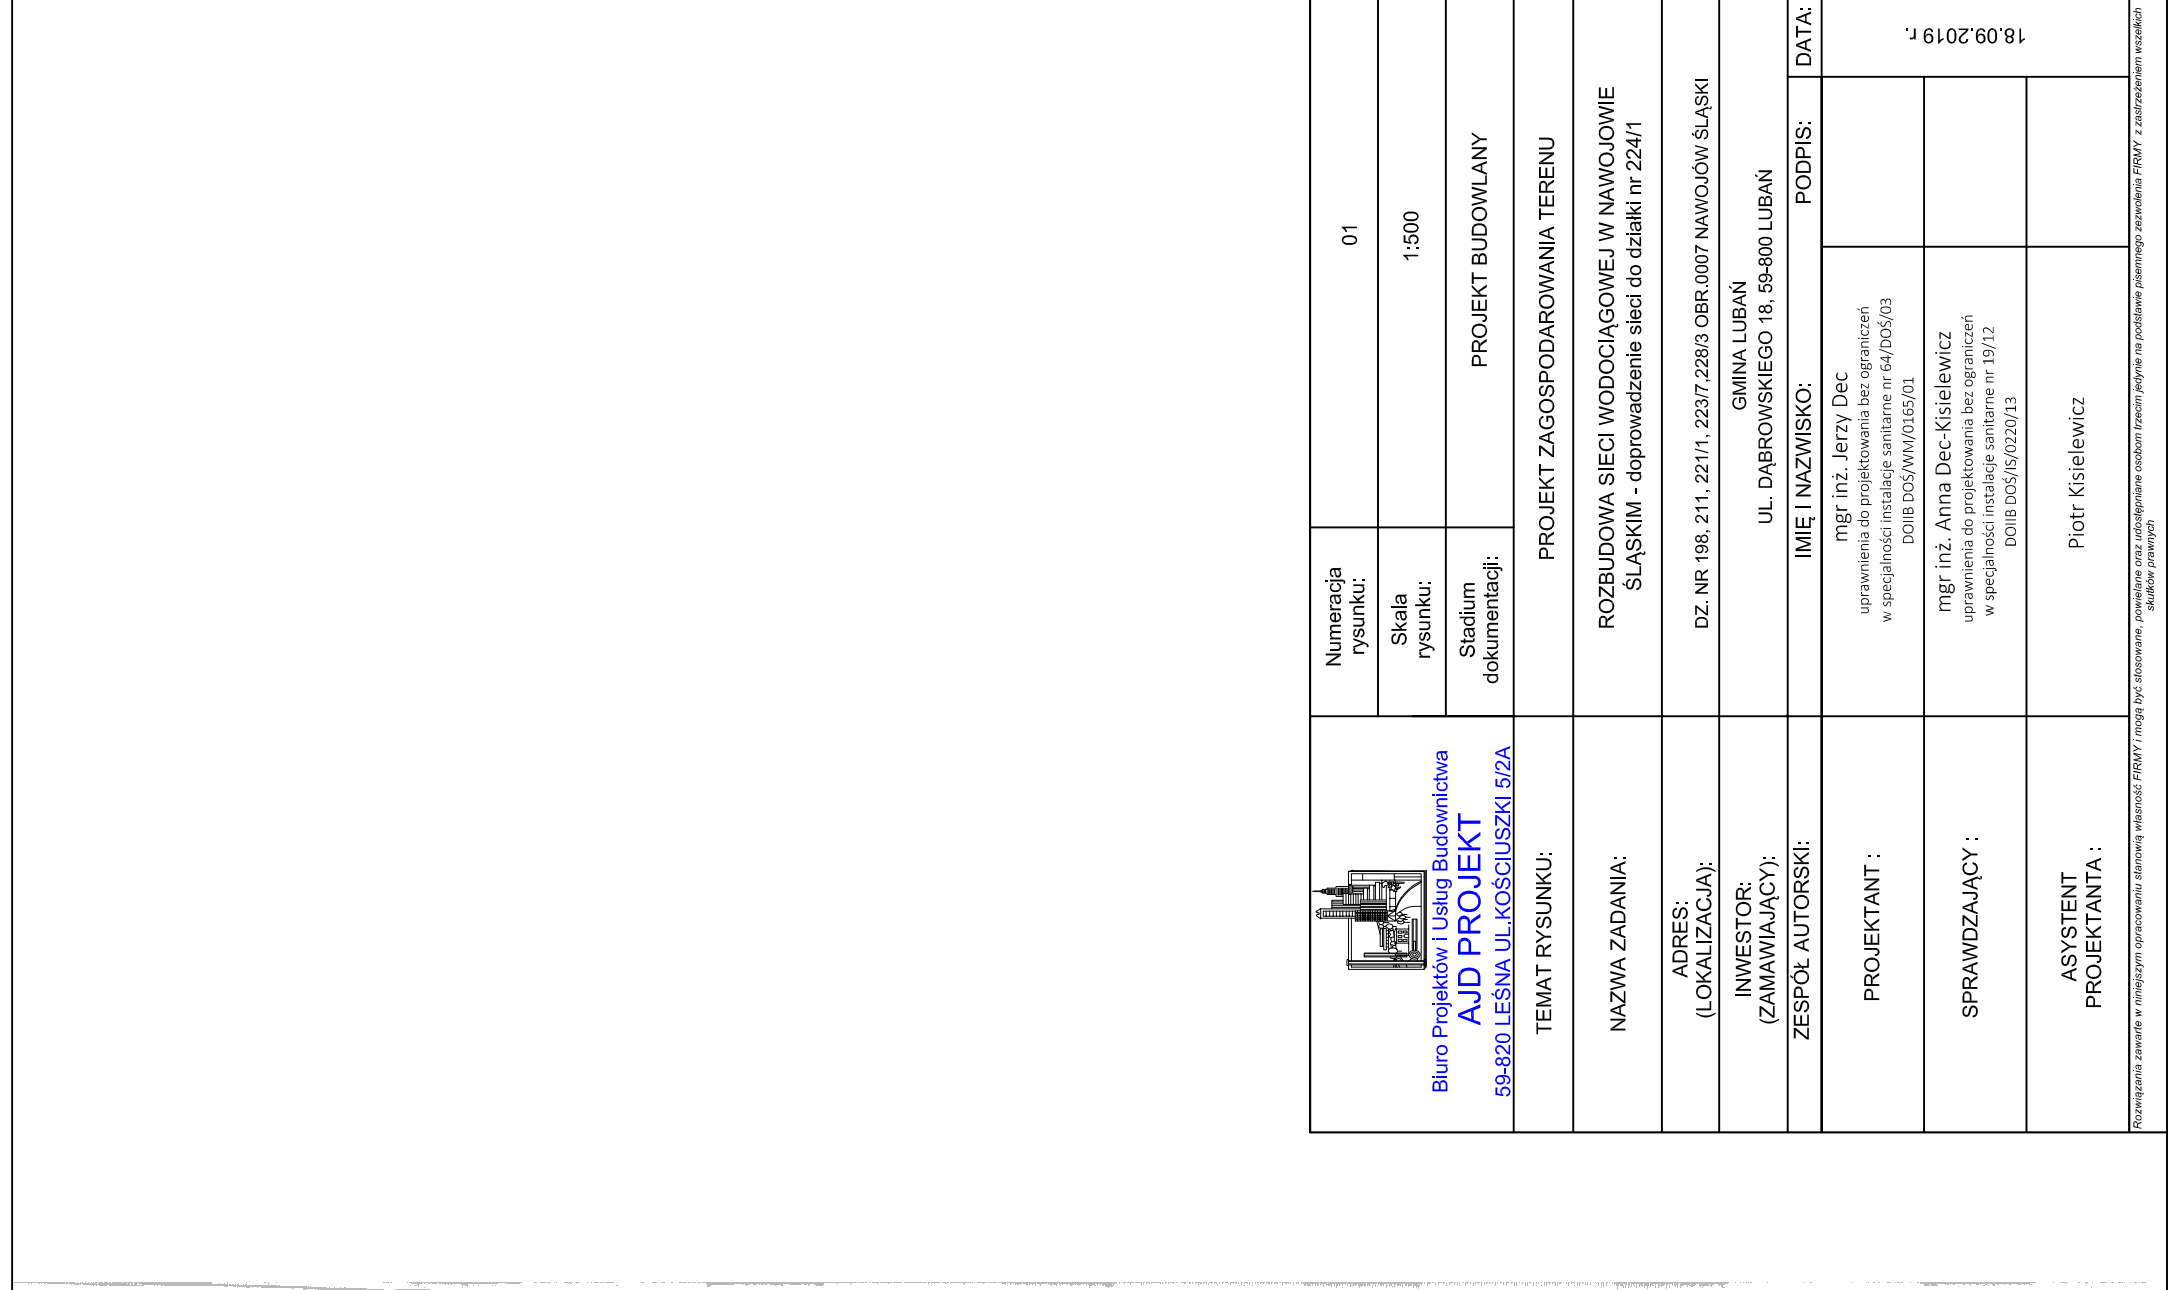 Biuro Projektów i Usług Budownictwa
AJD PROJEKT
59-820 LEŚNA UL.KOŚCIUSZKI 5/2A
Numeracja
rysunku:
01
Skala
rysunku:
1:500
Stadium
dokumentacji:
PROJEKT BUDOWLANY
TEMAT RYSUNKU:
PROJEKT ZAGOSPODAROWANIA TERENU
NAZWA ZADANIA:
ROZBUDOWA SIECI WODOCIĄGOWEJ W NAWOJOWIE
ŚLĄSKIM - doprowadzenie sieci do działki nr 224/1
ADRES:
(LOKALIZACJA):
DZ. NR 198, 211, 221/1, 223/7,228/3 OBR.0007 NAWOJÓW ŚLĄSKI
INWESTOR:
(ZAMAWIAJĄCY):
GMINA LUBAŃ
UL. DĄBROWSKIEGO 18, 59-800 LUBAŃ
ZESPÓŁ AUTORSKI:
IMIĘ I NAZWISKO:
PODPIS:
DATA:
PROJEKTANT :
mgr inż. Jerzy Dec
uprawnienia do projektowania bez ograniczeń
w specjalności instalacje sanitarne nr 64/DOŚ/03
DOIIB DOŚ/WM/0165/01
18.09.2019 r.
SPRAWDZAJĄCY :
mgr inż. Anna Dec-Kisielewicz
uprawnienia do projektowania bez ograniczeń
w specjalności instalacje sanitarne nr 19/12
DOIIB DOŚ/IS/0220/13
ASYSTENT
PROJEKTANTA :
Piotr Kisielewicz
Rozwiązania zawarte w niniejszym opracowaniu stanowią własność FIRMY i mogą być stosowane, powielane oraz udostępniane osobom trzecim jedynie na podstawie pisemnego zezwolenia FIRMY z zastrzeżeniem wszelkich
skutków prawnych